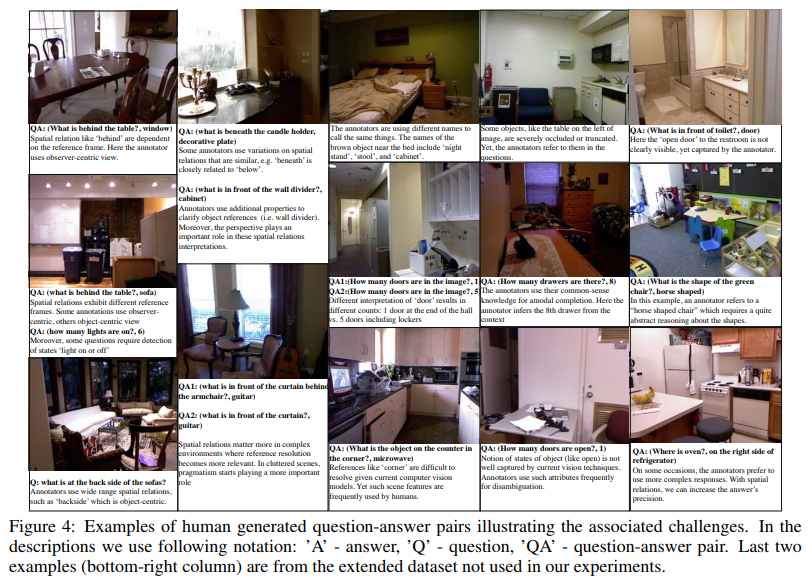 QA: (What is behind the table?, window)
Spatial relation like 'behind' are dependent
on the reference frame. Here the annotator
uses observer-centric view.
QA: (what is behind the table?, sofa)
Spatial relations exhibit different reference
frames. Some annotations use observer-
centric, others object-centric view
QA: (how many lights are on?, 6)
Moreover, some questions require detection
of states 'light on or off'
Q: what is at the back side of the sofas?
Annotators use wide range spatial relations,
such as 'backside' which is object-centric.
QA: (what is beneath the candle holder,
decorative plate)
Some annotators use variations on spatial
relations that are similar, e.g. 'beneath' is
closely related to 'below'.
QA: (what is in front of the wall divider?,
cabinet)
Annotators use additional properties to
clarify object references (i.e. wall divider).
Moreover, the perspective plays an
important role in these spatial relations
interpretations.
QA1: (what is in front of the curtain behind
the armchair?, guitar)
QA2: (what is in front of the curtain?,
guitar)
Spatial relations matter more in complex
environments where reference resolution
becomes more relevant. In cluttered scenes,
pragmatism starts playing a more important
role
The annotators are using different names to
call the same things. The names of the
brown object near the bed include 'night
stand', 'stool', and 'cabinet'.
QA1:(How many doors are in the image?, 1
QA2:(How many doors are in the image?, 5
Different interpretation of 'door' results in
different counts: 1 door at the end of the hall
vs. 5 doors including lockers
QA: (What is the object on the counter in
the corner?, microwave)
References like 'corner' are difficult to
resolve given current computer vision
models. Yet such scene features are
frequently used by humans.
Some objects, like the table on the left of
image, are severely occluded or truncated.
Yet, the annotators refer to them in the
questions.
QA: (How many drawers are there?, 8)
The annotators use their common-sense
knowledge for amodal completion. Here the
annotator infers the 8th drawer from the
context
QA: (How many doors are open?, 1)
Notion of states of object (like open) is not
well captured by current vision techniques.
Annotators use such attributes frequently
for disambiguation.
QA: (What is in front of toilet?, door)
Here the 'open door' to the restroom is not
clearly visible, yet captured by the annotator.
QA: (What is the shape of the green
chair?, horse shaped)
In this example, an annotator refers to a
"horse shaped chair" which requires a quite
abstract reasoning about the shapes.
QA: (Where is oven?, on the right side of
refrigerator)
On some occasions, the annotators prefer to
use more complex responses. With spatial
relations, we can increase the answer's
precision.
Figure 4: Examples of human generated question-answer pairs illustrating the associated challenges. In the
descriptions we use following notation: 'A' - answer, 'Q' - question, 'QA' - question-answer pair. Last two
examples (bottom-right column) are from the extended dataset not used in our experiments.